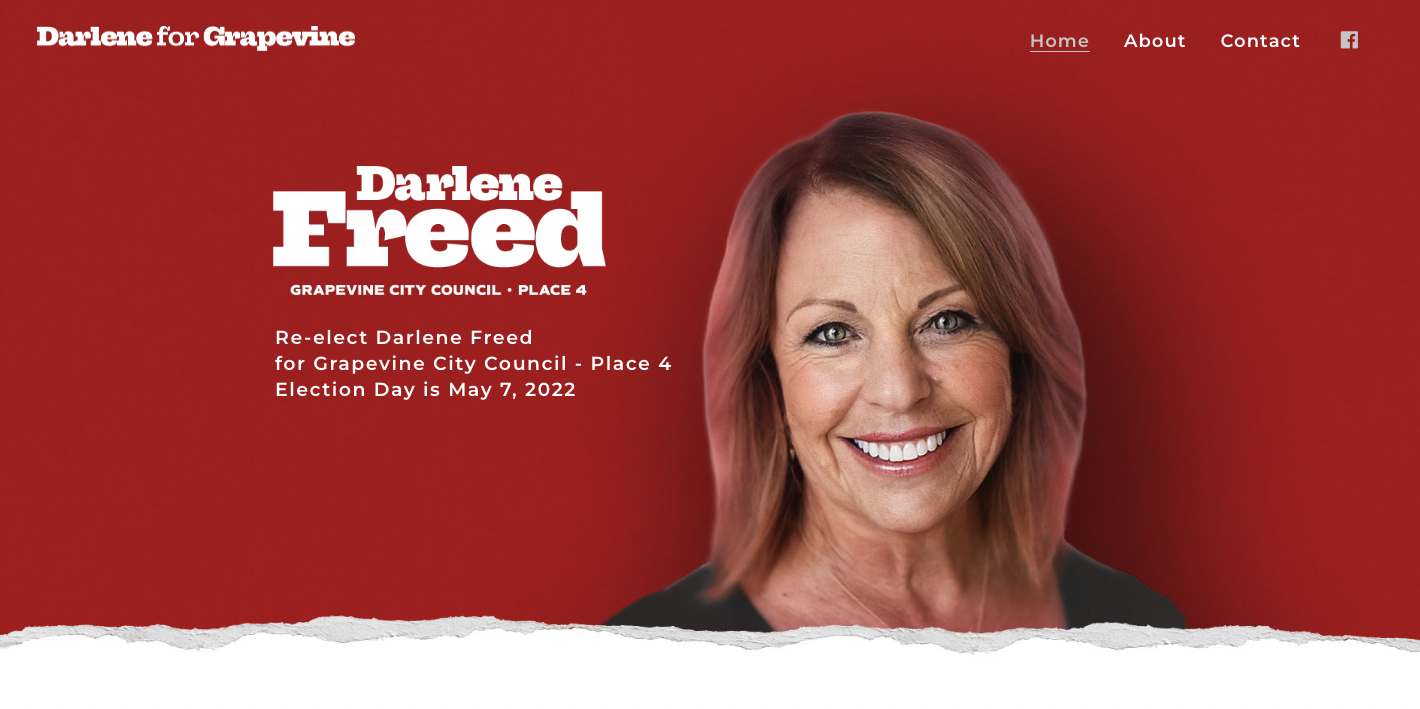 Darlene for Grapevine
Home About Contact
Darlene
Freed
GRAPEVINE CITY COUNCIL • PLACE 4
Re-elect Darlene Freed
for Grapevine City Council - Place 4
Election Day is May 7, 2022